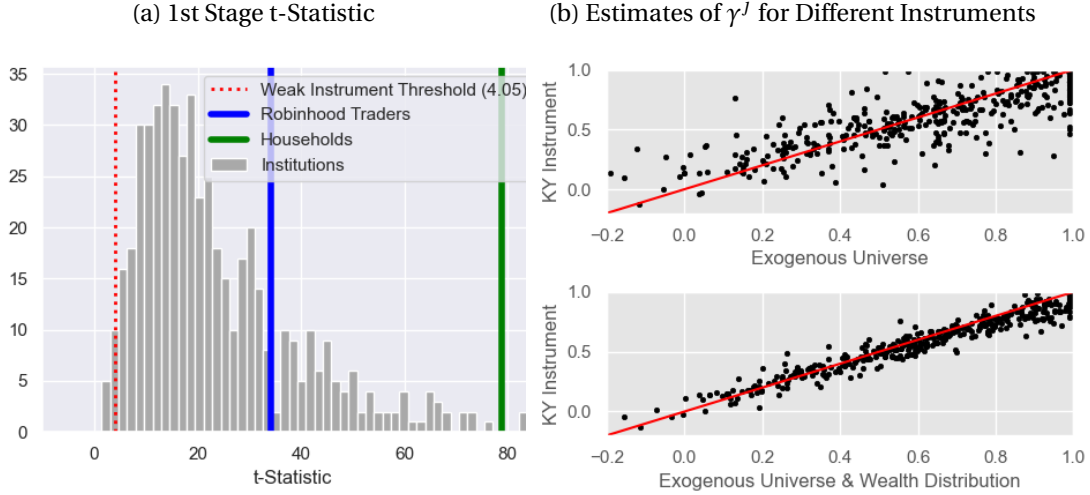 (a) 1st Stage t-Statistic
35
30
25
20
15
10
5
0
0 20 40 60 80
t-Statistic
Weak Instrument Threshold (4.05)
Robinhood Traders
Households
Institutions
(b) Estimates of γᴶ for Different Instruments
1.0
0.5
0.0
KY Instrument
−0.2 0.0 0.2 0.4 0.6 0.8 1.0
Exogenous Universe
1.0
0.5
0.0
KY Instrument
−0.2 0.0 0.2 0.4 0.6 0.8 1.0
Exogenous Universe & Wealth Distribution